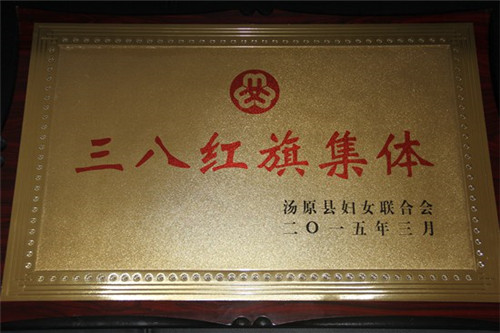 三八红旗集体
汤原县妇女联合会
二〇一五年三月